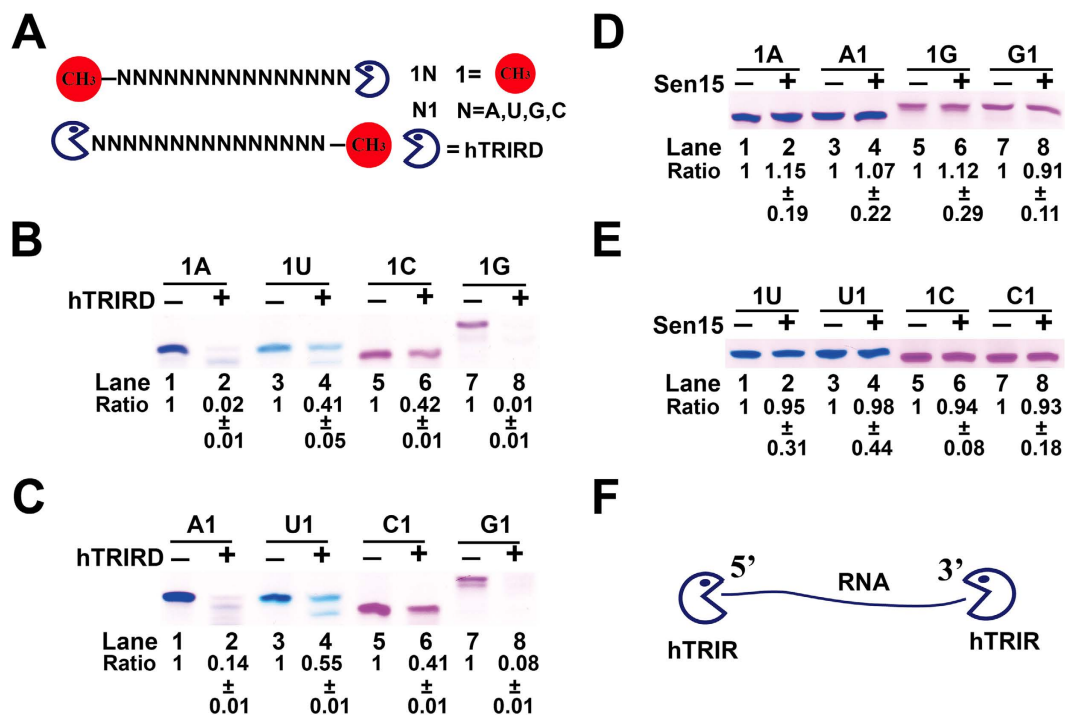 A
CH₃–NNNNNNNNNNNNNNN
1N 1= CH₃
N1 N=A,U,G,C
NNNNNNNNNNNNNNN–CH₃
=hTRIRD
B
1A 1U 1C 1G
hTRIRD – + – + – + – +
Lane 1 2 3 4 5 6 7 8
Ratio 1 0.02 1 0.41 1 0.42 1 0.01
± ± ± ±
0.01 0.05 0.01 0.01
C
A1 U1 C1 G1
hTRIRD – + – + – + – +
Lane 1 2 3 4 5 6 7 8
Ratio 1 0.14 1 0.55 1 0.41 1 0.08
± ± ± ±
0.01 0.01 0.01 0.01
D
1A A1 1G G1
Sen15 – + – + – + – +
Lane 1 2 3 4 5 6 7 8
Ratio 1 1.15 1 1.07 1 1.12 1 0.91
± ± ± ±
0.19 0.22 0.29 0.11
E
1U U1 1C C1
Sen15 – + – + – + – +
Lane 1 2 3 4 5 6 7 8
Ratio 1 0.95 1 0.98 1 0.94 1 0.93
± ± ± ±
0.31 0.44 0.08 0.18
F
5’ RNA 3’
hTRIR hTRIR